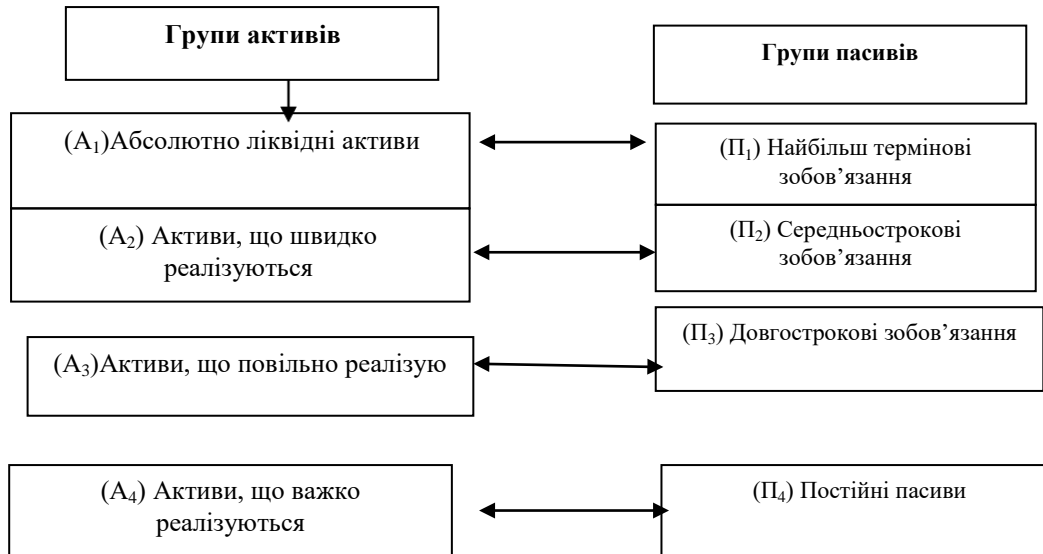 Групи активів
Групи пасивів
(А₁)Абсолютно ліквідні активи
(П₁) Найбільш термінові
зобов’язання
(А₂) Активи, що швидко
реалізуються
(П₂) Середньострокові
зобов’язання
(А₃)Активи, що повільно реалізую
(П₃) Довгострокові зобов’язання
(А₄) Активи, що важко
реалізуються
(П₄) Постійні пасиви